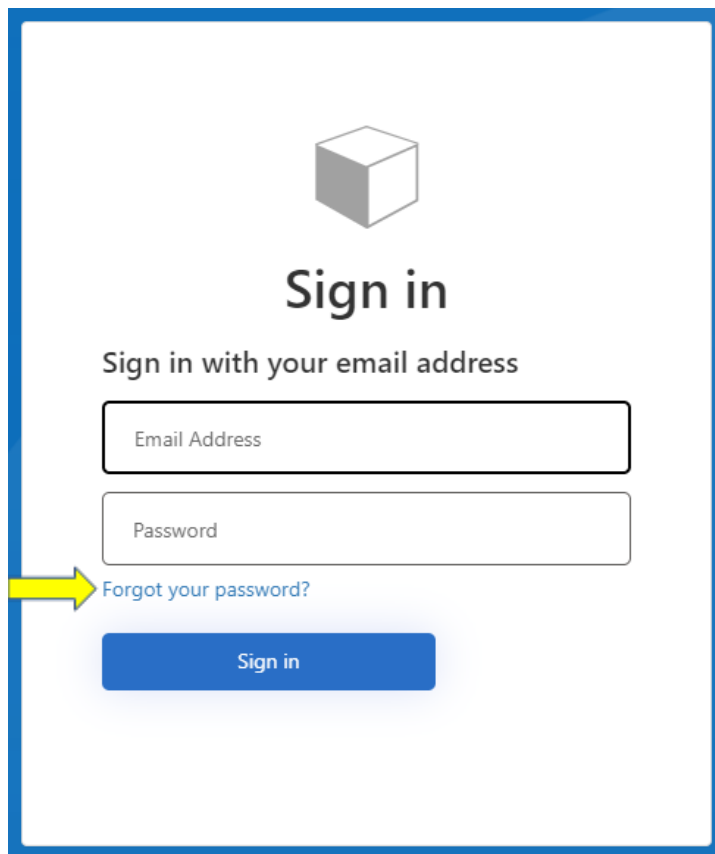 Sign in
Sign in with your email address
Email Address
Password
Forgot your password?
Sign in